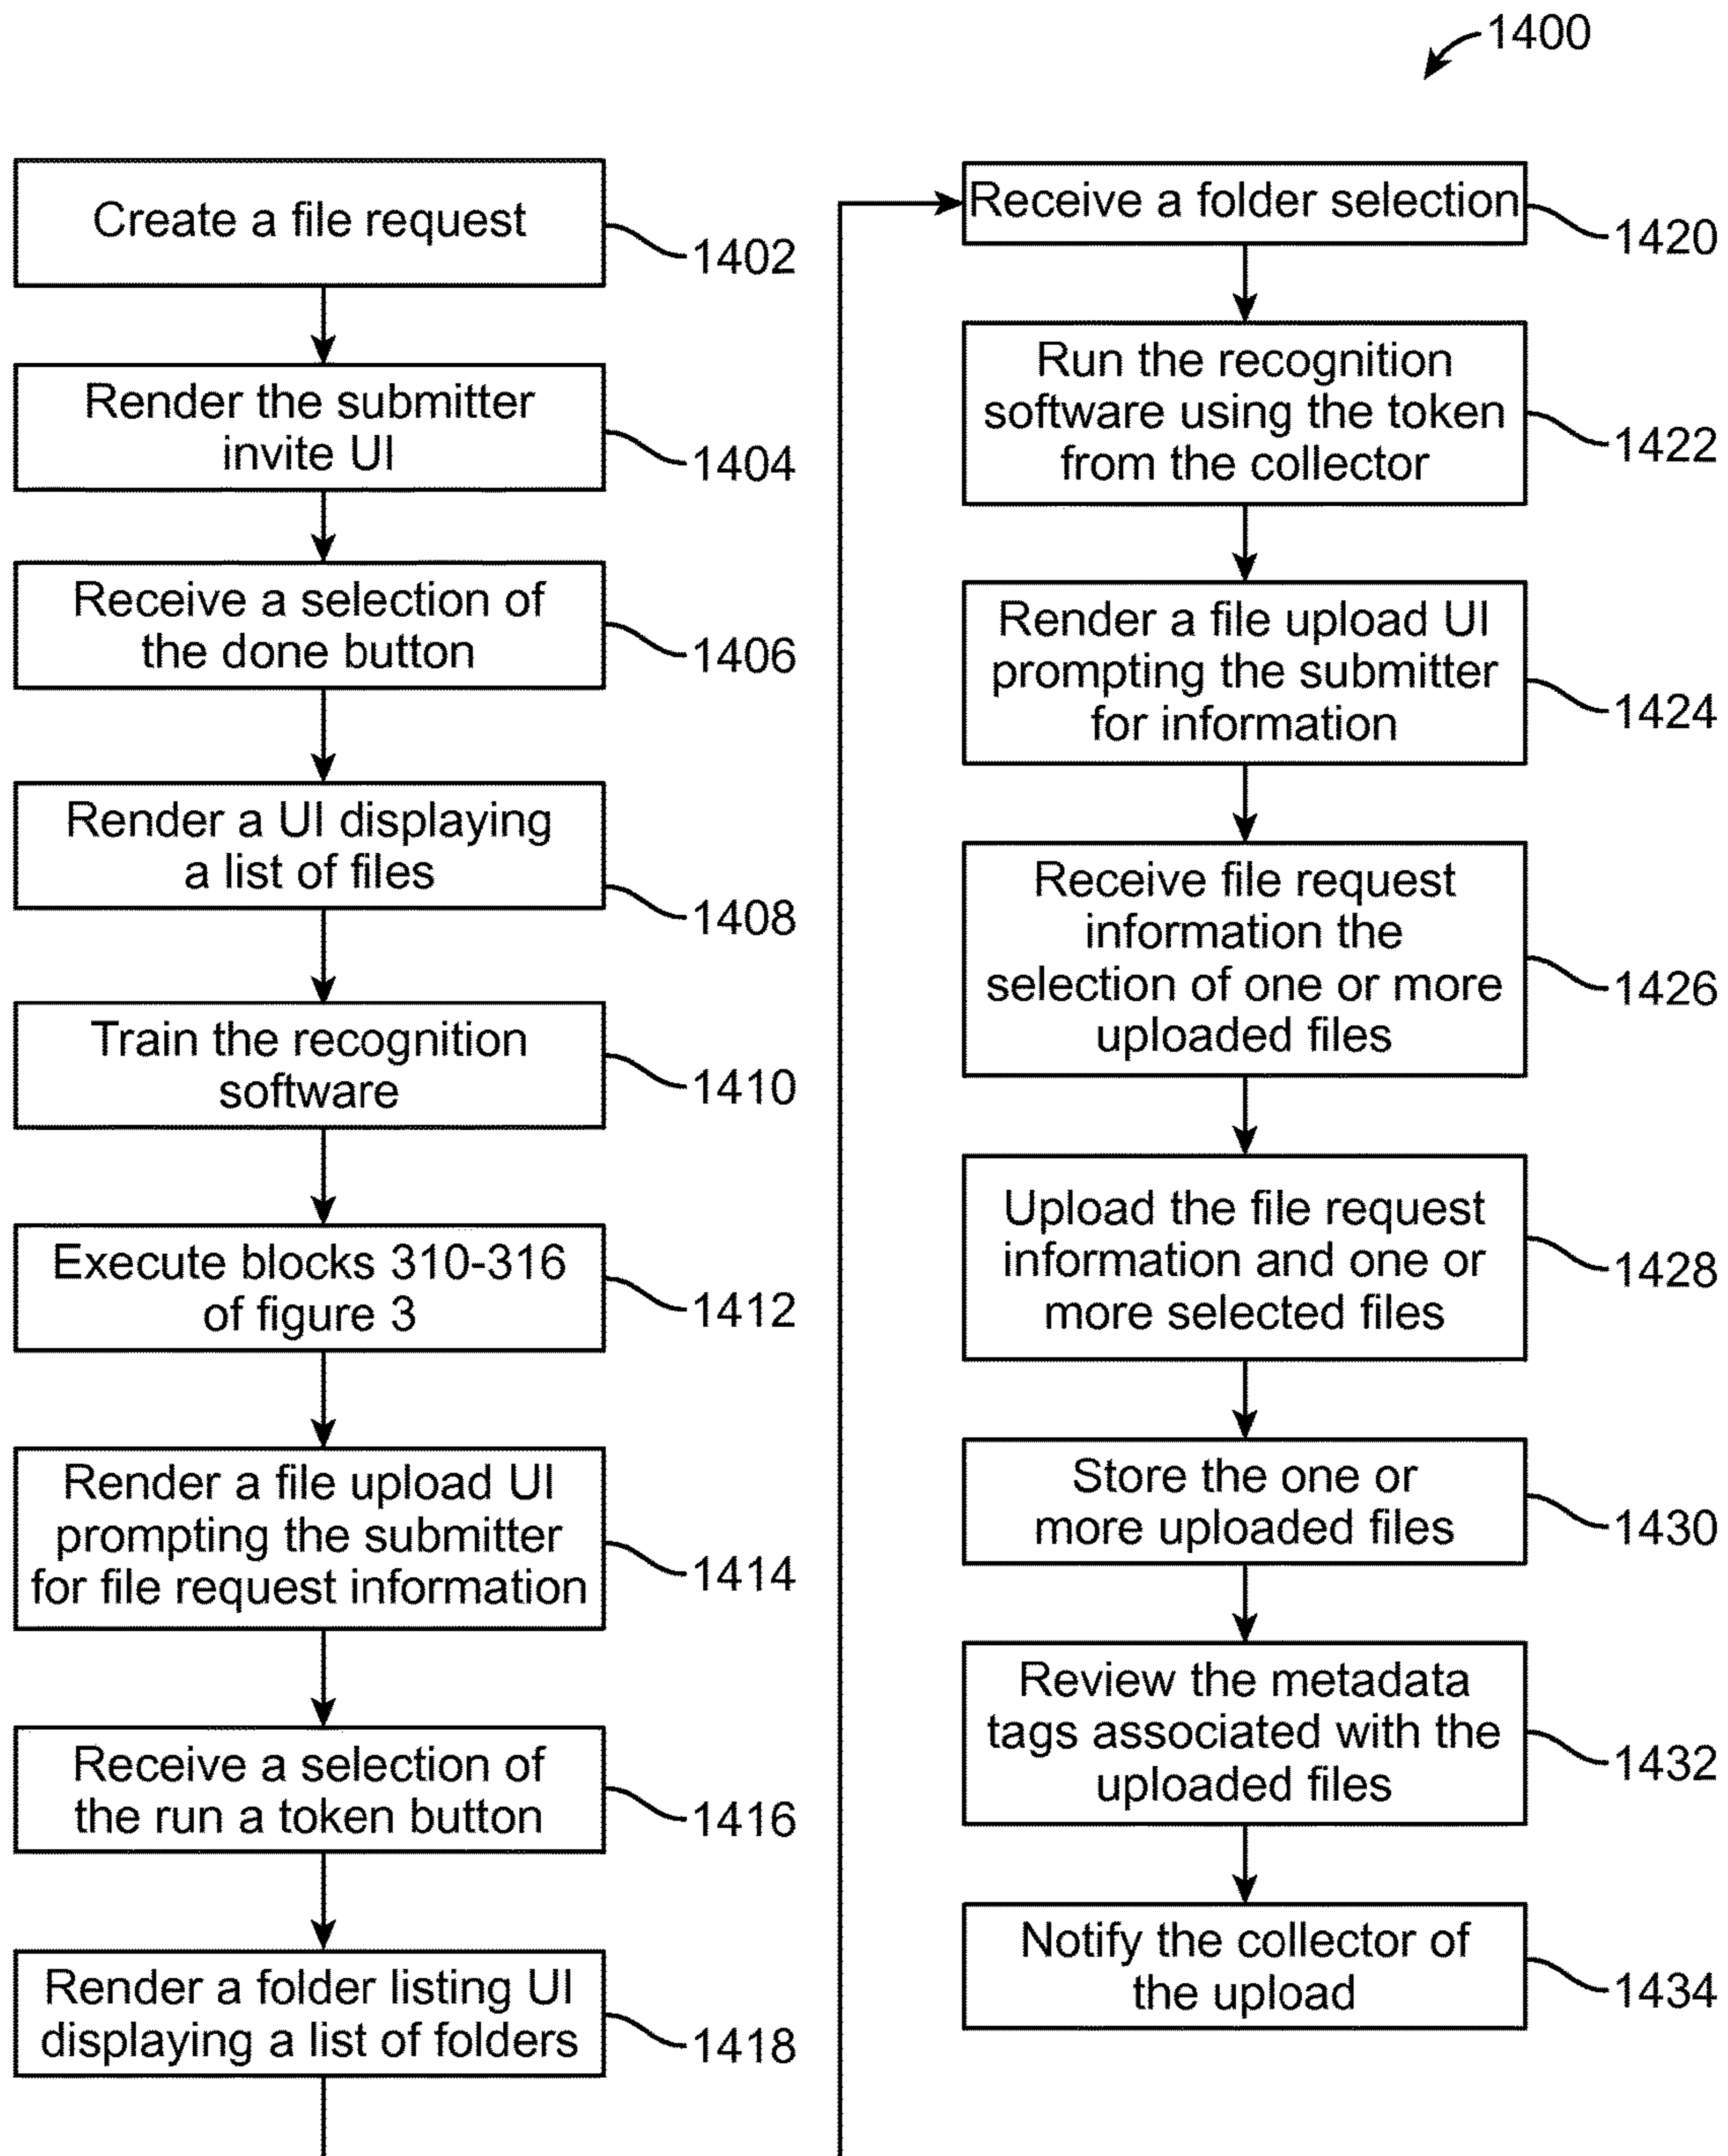 1400
Create a file request
1402
Render the submitter
invite UI
1404
Receive a selection of
the done button
1406
Render a UI displaying
a list of files
1408
Train the recognition
software
1410
Execute blocks 310-316
of figure 3
1412
Render a file upload UI
prompting the submitter
for file request information
1414
Receive a selection of
the run a token button
1416
Render a folder listing UI
displaying a list of folders
1418
Receive a folder selection
1420
Run the recognition
software using the token
from the collector
1422
Render a file upload UI
prompting the submitter
for information
1424
Receive file request
information the
selection of one or more
uploaded files
1426
Upload the file request
information and one or
more selected files
1428
Store the one or
more uploaded files
1430
Review the metadata
tags associated with the
uploaded files
1432
Notify the collector of
the upload
1434